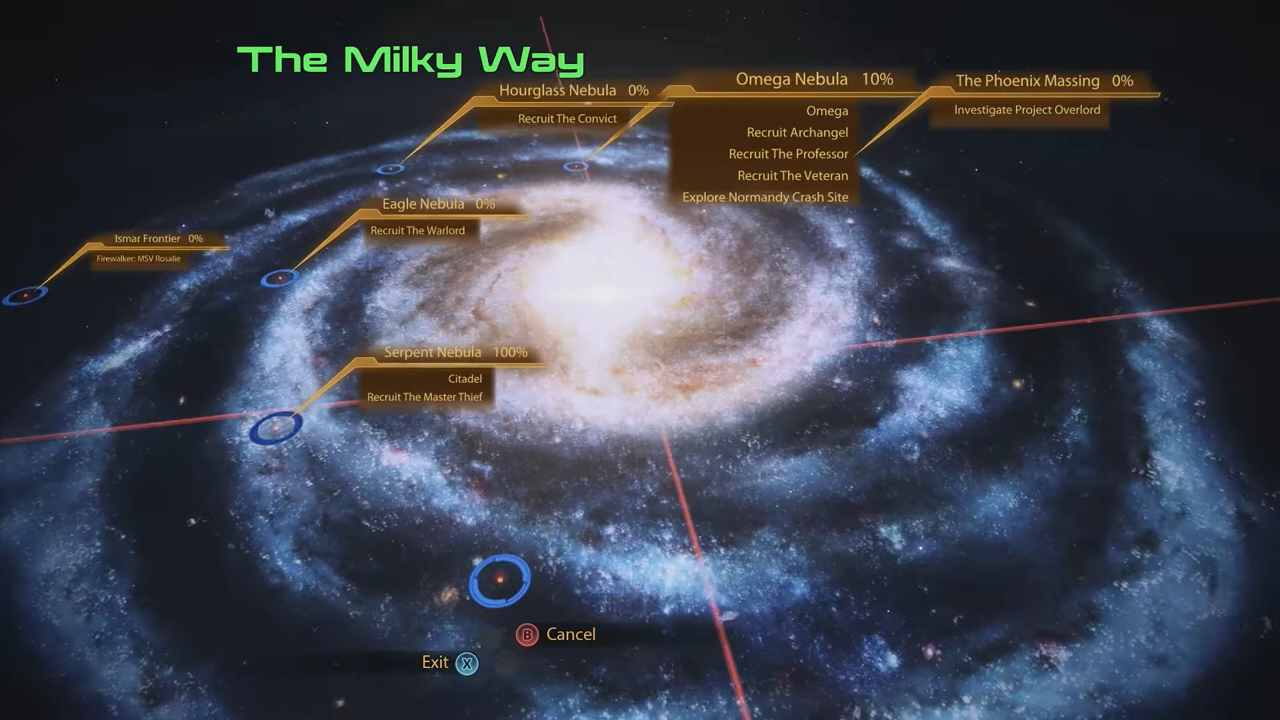 The Milky Way
Hourglass Nebula 0%
Recruit The Convict
Omega Nebula 10%
Omega
Recruit Archangel
Recruit The Professor
Recruit The Veteran
Explore Normandy Crash Site
The Phoenix Massing 0%
Investigate Project Overlord
Eagle Nebula 0%
Recruit The Warlord
Ismar Frontier 0%
Firewalker: MSV Rosalie
Serpent Nebula 100%
Citadel
Recruit The Master Thief
B Cancel
Exit X